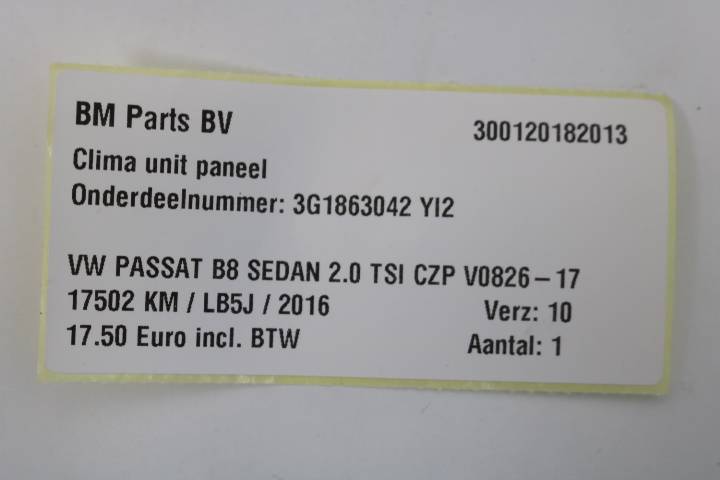 BM Parts BV 300120182013
Clima unit paneel
Onderdeelnummer: 3G1863042 YI2
VW PASSAT B8 SEDAN 2.0 TSI CZP V0826-17
17502 KM / LB5J / 2016 Verz: 10
17.50 Euro incl. BTW Aantal: 1